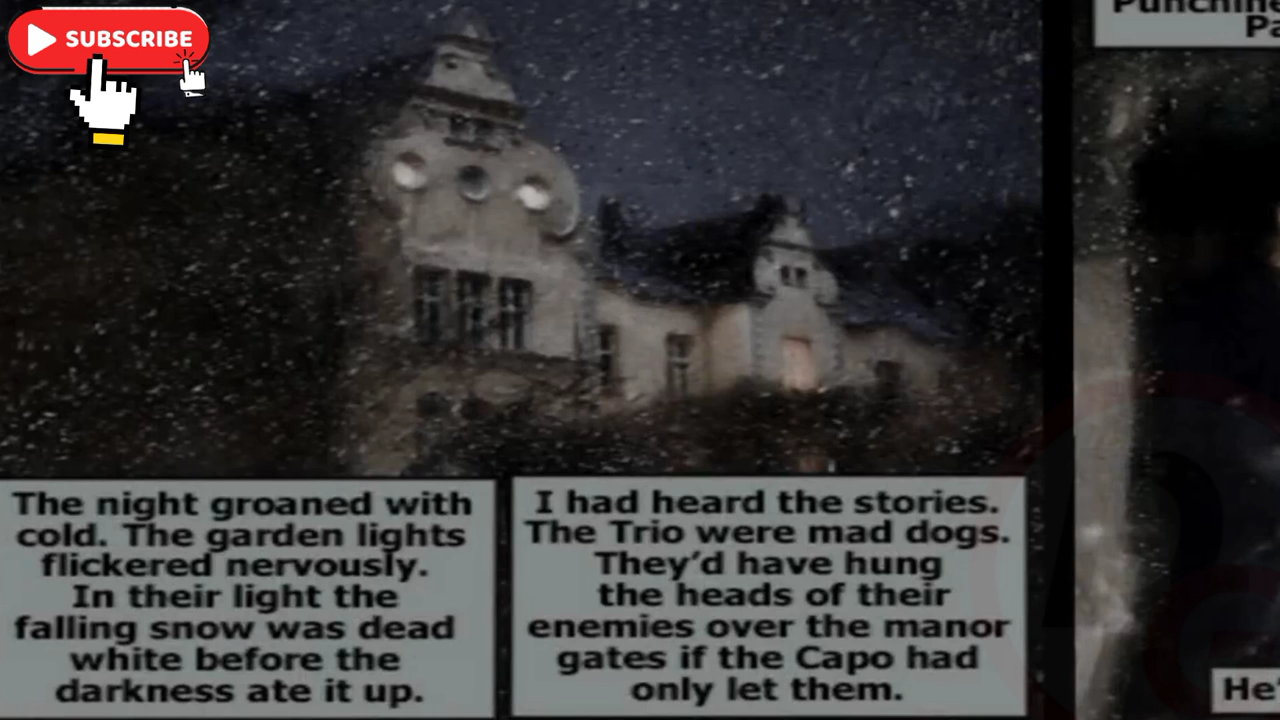 SUBSCRIBE
The night groaned with
cold. The garden lights
flickered nervously.
In their light the
falling snow was dead
white before the
darkness ate it up.
I had heard the stories.
The Trio were mad dogs.
They'd have hung
the heads of their
enemies over the manor
gates if the Capo had
only let them.